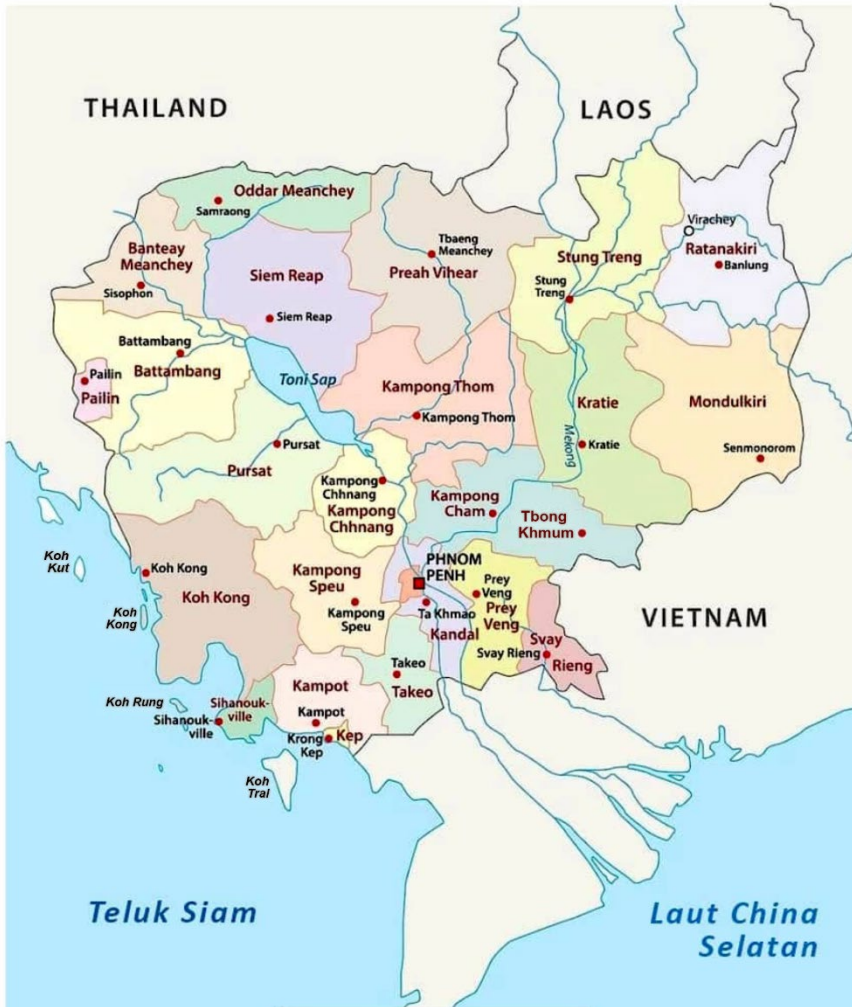 THAILAND
LAOS
Oddar Meanchey
Samraong
Banteay
Meanchey
Sisophon
Siem Reap
Siem Reap
Tbaeng
Meanchey
Preah Vihear
Stung Treng
Stung
Treng
Virachey
Ratanakiri
Banlung
Battambang
Battambang
Pailin
Pailin
Toni Sap
Kampong Thom
Kampong Thom
Kratie
Kratie
Mekong
Mondulkiri
Senmonorom
Pursat
Pursat
Kampong
Chhnang
Kampong
Chhnang
Kampong
Cham
Tbong
Khmum
Koh
Kut
Koh Kong
Koh Kong
Koh
Kong
Kampong
Speu
Kampong
Speu
PHNOM
PENH
Ta Khmao
Kandal
Prey
Veng
Prey
Veng
Svay
Rieng
Svay Rieng
VIETNAM
Takeo
Takeo
Kampot
Kampot
Koh Rung
Sihanouk-
ville
Sihanouk-
ville
Krong
Kep
Kep
Koh
Tral
Teluk Siam
Laut China
Selatan